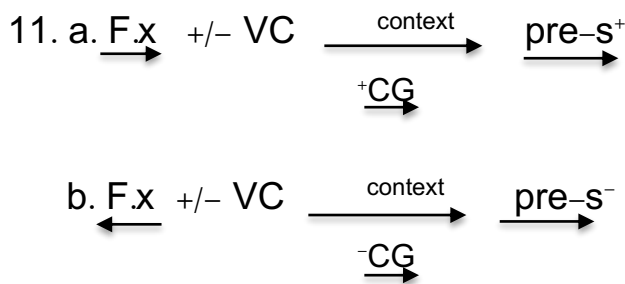 context
11. a. F.x +/– VC pre–s⁺
⁺CG
context
b. F.x +/– VC pre–s⁻
⁻CG